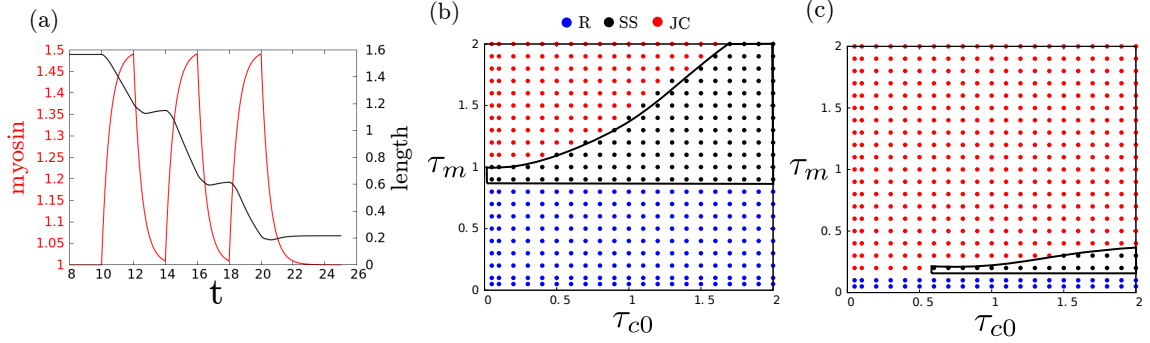 (a)
myosin
1.5
1.45
1.4
1.35
1.3
1.25
1.2
1.15
1.1
1.05
1
8 10 12 14 16 18 20 22 24 26
t
1.6
1.4
1.2
1
0.8
0.6
0.4
0.2
0
length
(b)
R SS JC
2
1.5
1
0.5
0
τm
0 0.5 1 1.5 2
τc0
(c)
2
1.5
1
0.5
0
τm
0 0.5 1 1.5 2
τc0